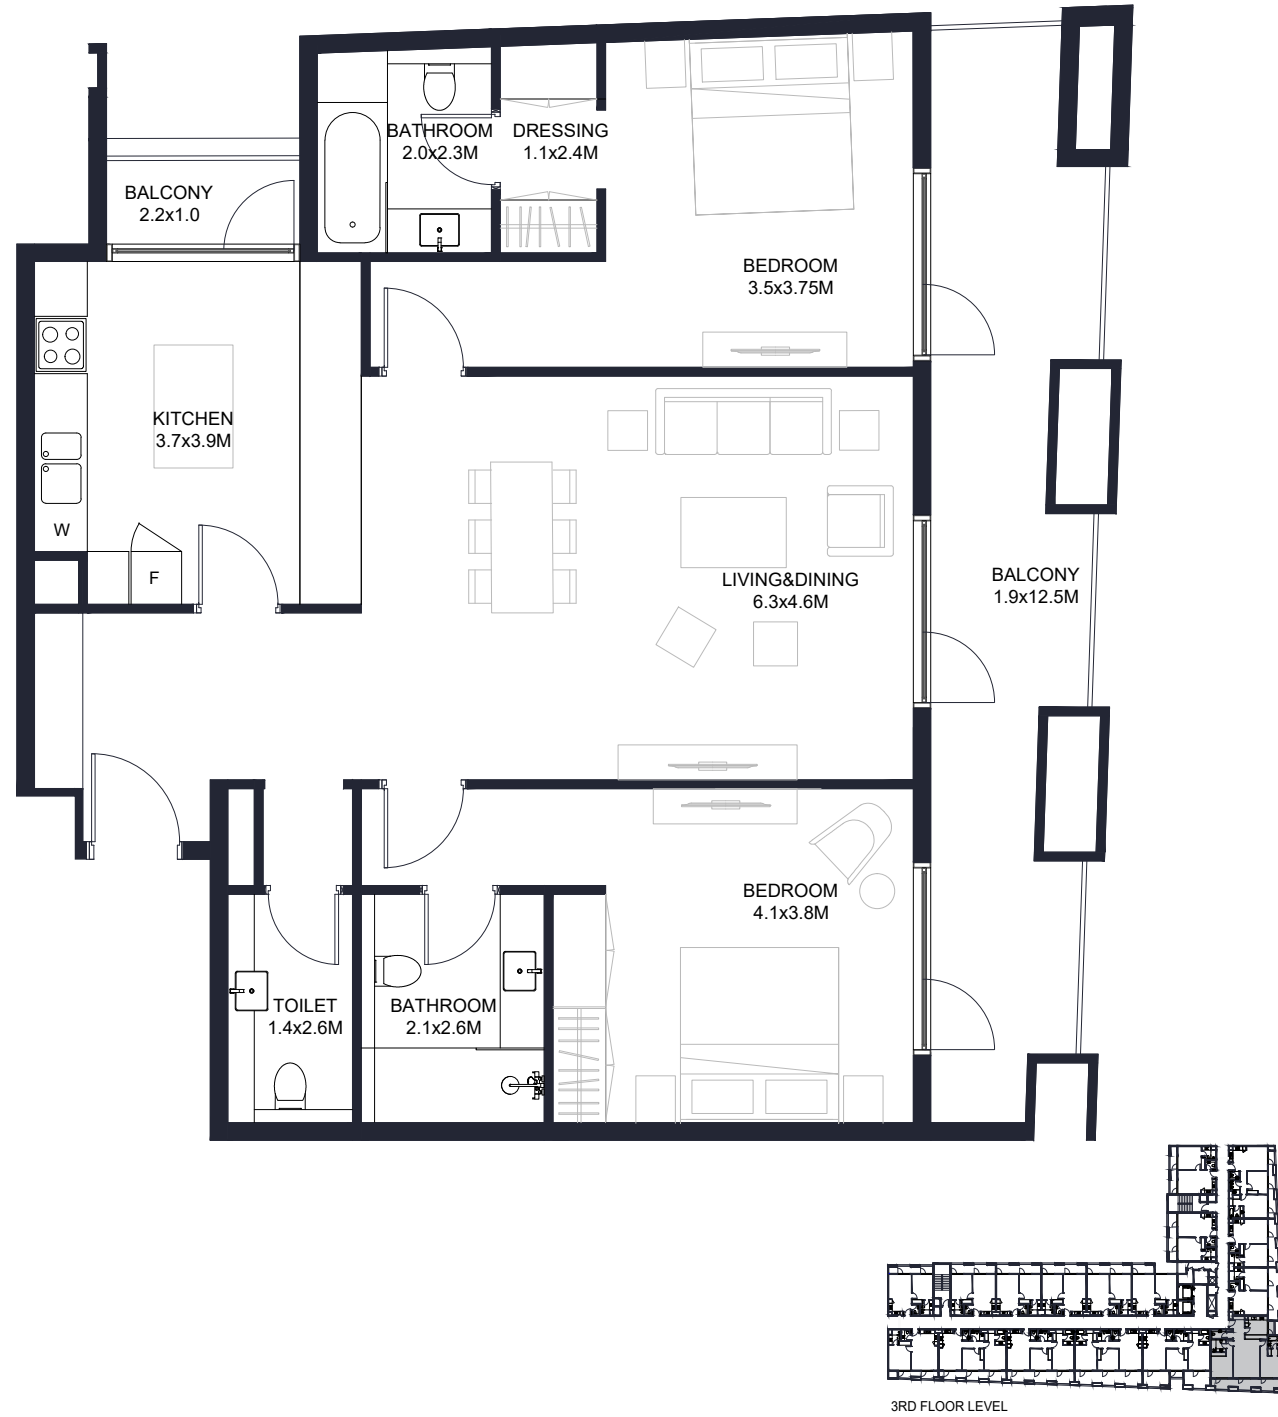 BATHROOM
2.0x2.3M
DRESSING
1.1x2.4M
BALCONY
2.2x1.0
BEDROOM
3.5x3.75M
KITCHEN
3.7x3.9M
W
F
LIVING&DINING
6.3x4.6M
BALCONY
1.9x12.5M
BEDROOM
4.1x3.8M
TOILET
1.4x2.6M
BATHROOM
2.1x2.6M
3RD FLOOR LEVEL